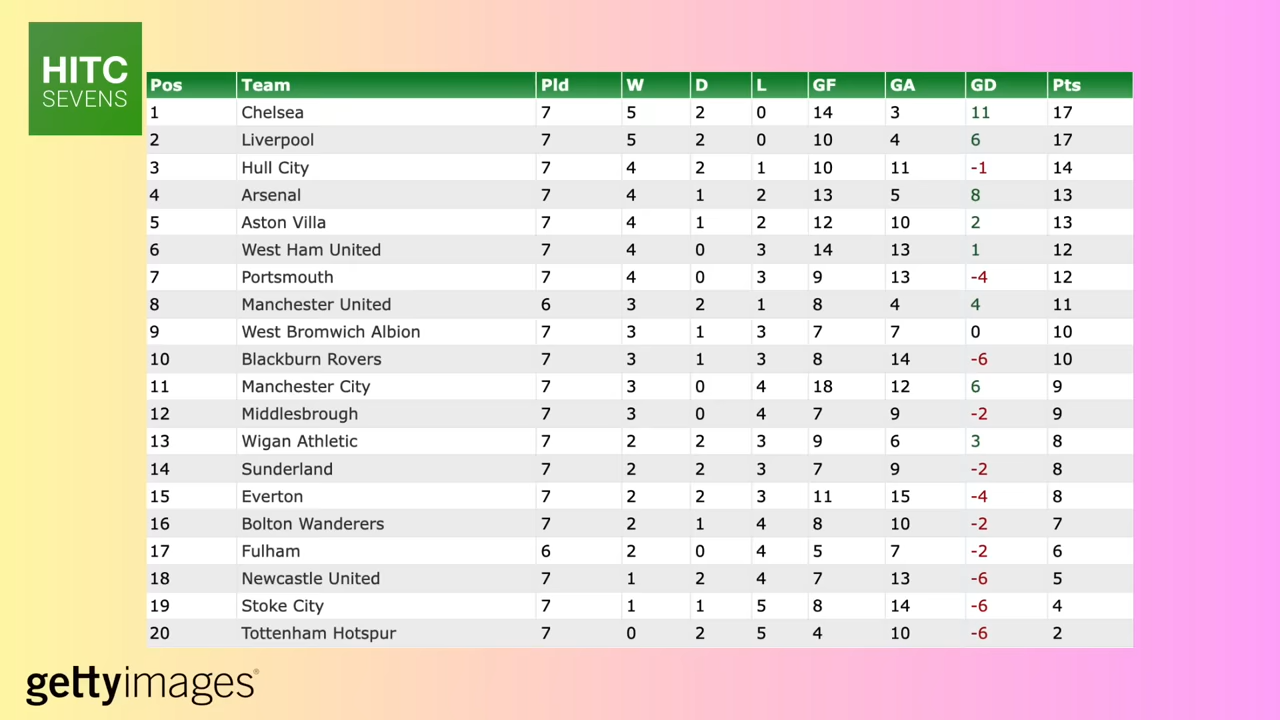 HITC
SEVENS
Pos Team Pld W D L GF GA GD Pts
1 Chelsea 7 5 2 0 14 3 11 17
2 Liverpool 7 5 2 0 10 4 6 17
3 Hull City 7 4 2 1 10 11 -1 14
4 Arsenal 7 4 1 2 13 5 8 13
5 Aston Villa 7 4 1 2 12 10 2 13
6 West Ham United 7 4 0 3 14 13 1 12
7 Portsmouth 7 4 0 3 9 13 -4 12
8 Manchester United 6 3 2 1 8 4 4 11
9 West Bromwich Albion 7 3 1 3 7 7 0 10
10 Blackburn Rovers 7 3 1 3 8 14 -6 10
11 Manchester City 7 3 0 4 18 12 6 9
12 Middlesbrough 7 3 0 4 7 9 -2 9
13 Wigan Athletic 7 2 2 3 9 6 3 8
14 Sunderland 7 2 2 3 7 9 -2 8
15 Everton 7 2 2 3 11 15 -4 8
16 Bolton Wanderers 7 2 1 4 8 10 -2 7
17 Fulham 6 2 0 4 5 7 -2 6
18 Newcastle United 7 1 2 4 7 13 -6 5
19 Stoke City 7 1 1 5 8 14 -6 4
20 Tottenham Hotspur 7 0 2 5 4 10 -6 2
gettyimages®